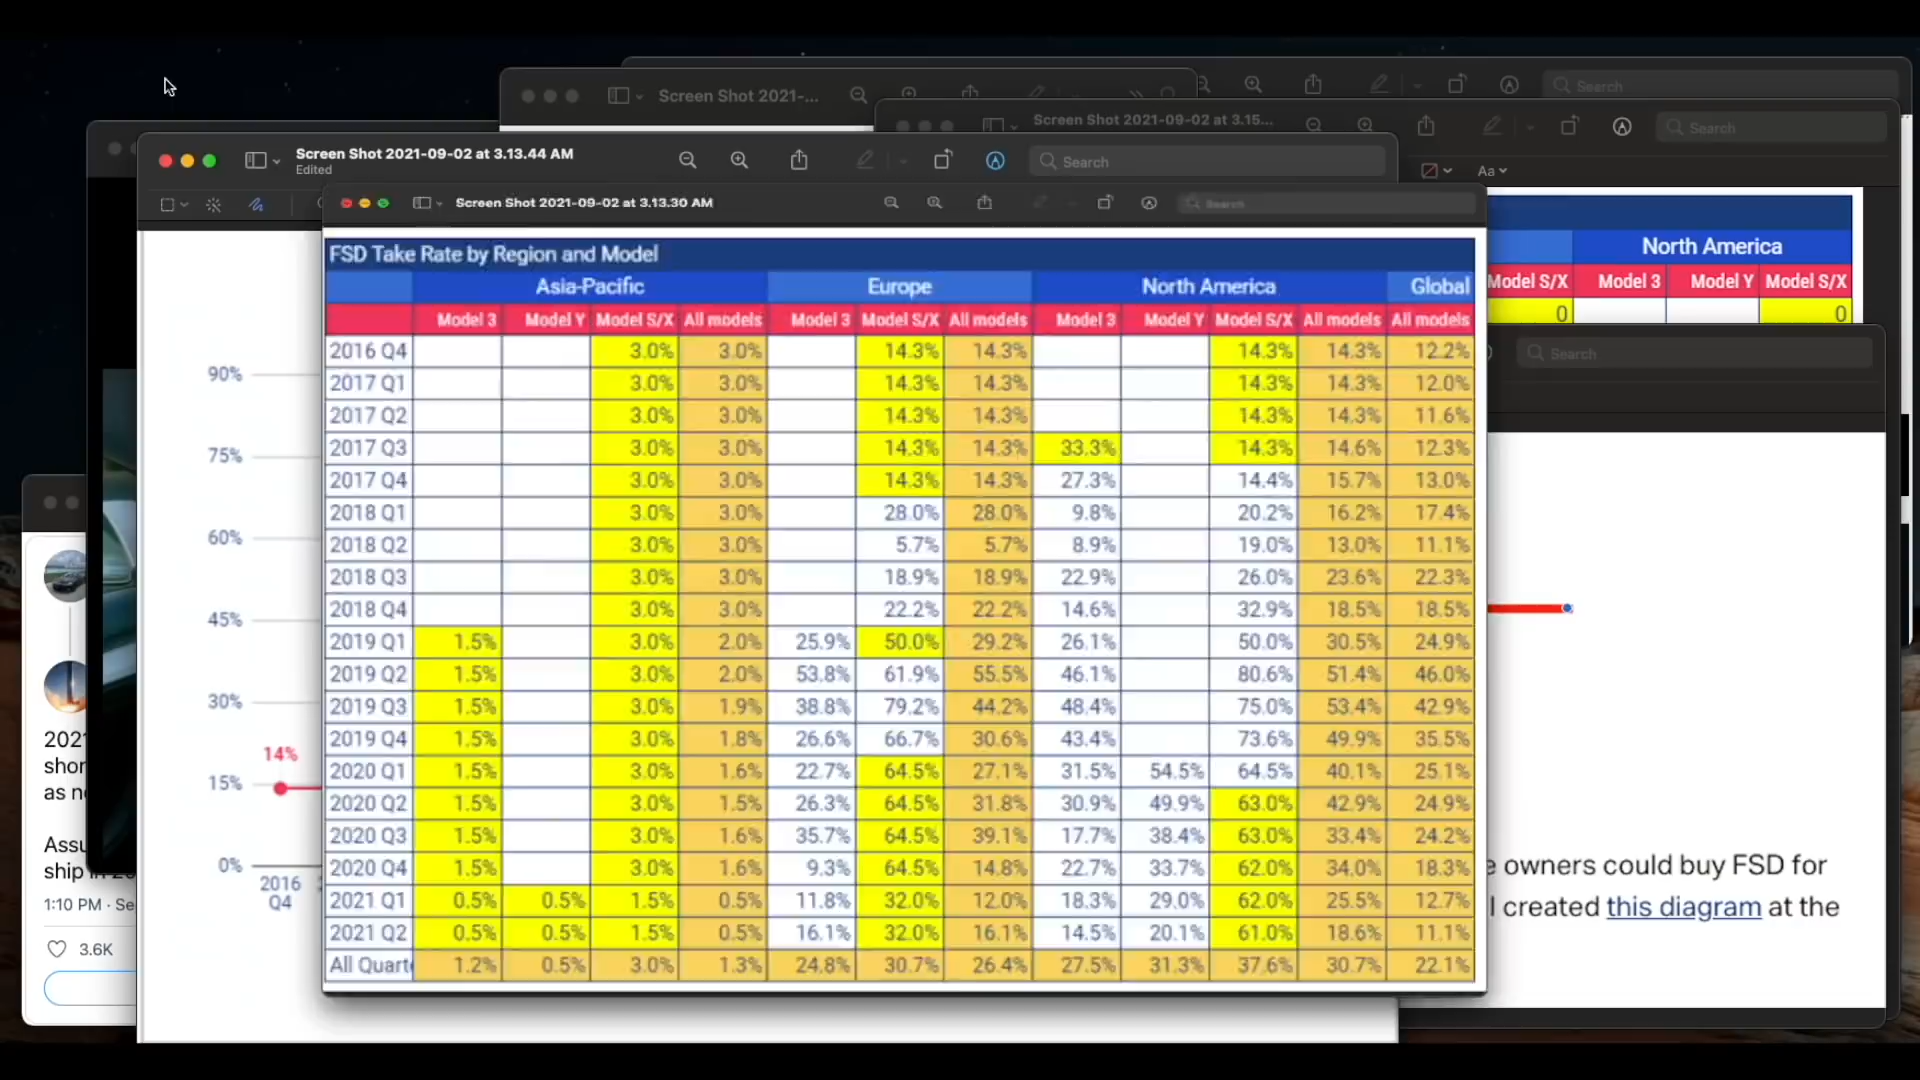 Screen Shot 2021-...
Search
Screen Shot 2021-09-02 at 3.15...
Search
Screen Shot 2021-09-02 at 3.13.44 AM
Edited
Search
Aa
Screen Shot 2021-09-02 at 3.13.30 AM
Search
FSD Take Rate by Region and Model
Asia-Pacific Europe North America Global
Model 3 Model Y Model S/X All models Model 3 Model S/X All models Model 3 Model Y Model S/X All models All models
2016 Q4 3.0% 3.0% 14.3% 14.3% 14.3% 14.3% 12.2%
2017 Q1 3.0% 3.0% 14.3% 14.3% 14.3% 14.3% 12.0%
2017 Q2 3.0% 3.0% 14.3% 14.3% 14.3% 14.3% 11.6%
2017 Q3 3.0% 3.0% 14.3% 14.3% 33.3% 14.3% 14.6% 12.3%
2017 Q4 3.0% 3.0% 14.3% 14.3% 27.3% 14.4% 15.7% 13.0%
2018 Q1 3.0% 3.0% 28.0% 28.0% 9.8% 20.2% 16.2% 17.4%
2018 Q2 3.0% 3.0% 5.7% 5.7% 8.9% 19.0% 13.0% 11.1%
2018 Q3 3.0% 3.0% 18.9% 18.9% 22.9% 26.0% 23.6% 22.3%
2018 Q4 3.0% 3.0% 22.2% 22.2% 14.6% 32.9% 18.5% 18.5%
2019 Q1 1.5% 3.0% 2.0% 25.9% 50.0% 29.2% 26.1% 50.0% 30.5% 24.9%
2019 Q2 1.5% 3.0% 2.0% 53.8% 61.9% 55.5% 46.1% 80.6% 51.4% 46.0%
2019 Q3 1.5% 3.0% 1.9% 38.8% 79.2% 44.2% 48.4% 75.0% 53.4% 42.9%
2019 Q4 1.5% 3.0% 1.8% 26.6% 66.7% 30.6% 43.4% 73.6% 49.9% 35.5%
2020 Q1 1.5% 3.0% 1.6% 22.7% 64.5% 27.1% 31.5% 54.5% 64.5% 40.1% 25.1%
2020 Q2 1.5% 3.0% 1.5% 26.3% 64.5% 31.8% 30.9% 49.9% 63.0% 42.9% 24.9%
2020 Q3 1.5% 3.0% 1.6% 35.7% 64.5% 39.1% 17.7% 38.4% 63.0% 33.4% 24.2%
2020 Q4 1.5% 3.0% 1.6% 9.3% 64.5% 14.8% 22.7% 33.7% 62.0% 34.0% 18.3%
2021 Q1 0.5% 0.5% 1.5% 0.5% 11.8% 32.0% 12.0% 18.3% 29.0% 62.0% 25.5% 12.7%
2021 Q2 0.5% 0.5% 1.5% 0.5% 16.1% 32.0% 16.1% 14.5% 20.1% 61.0% 18.6% 11.1%
All Quart 1.2% 0.5% 3.0% 1.3% 24.8% 30.7% 26.4% 27.5% 31.3% 37.6% 30.7% 22.1%
90%
75%
60%
45%
30%
14%
15%
0%
2016
Q4
North America
Model S/X Model 3 Model Y Model S/X
0 0
Search
e owners could buy FSD for
I created this diagram at the
202
shor
as n
Assu
ship
1:10 PM · Se
3.6K